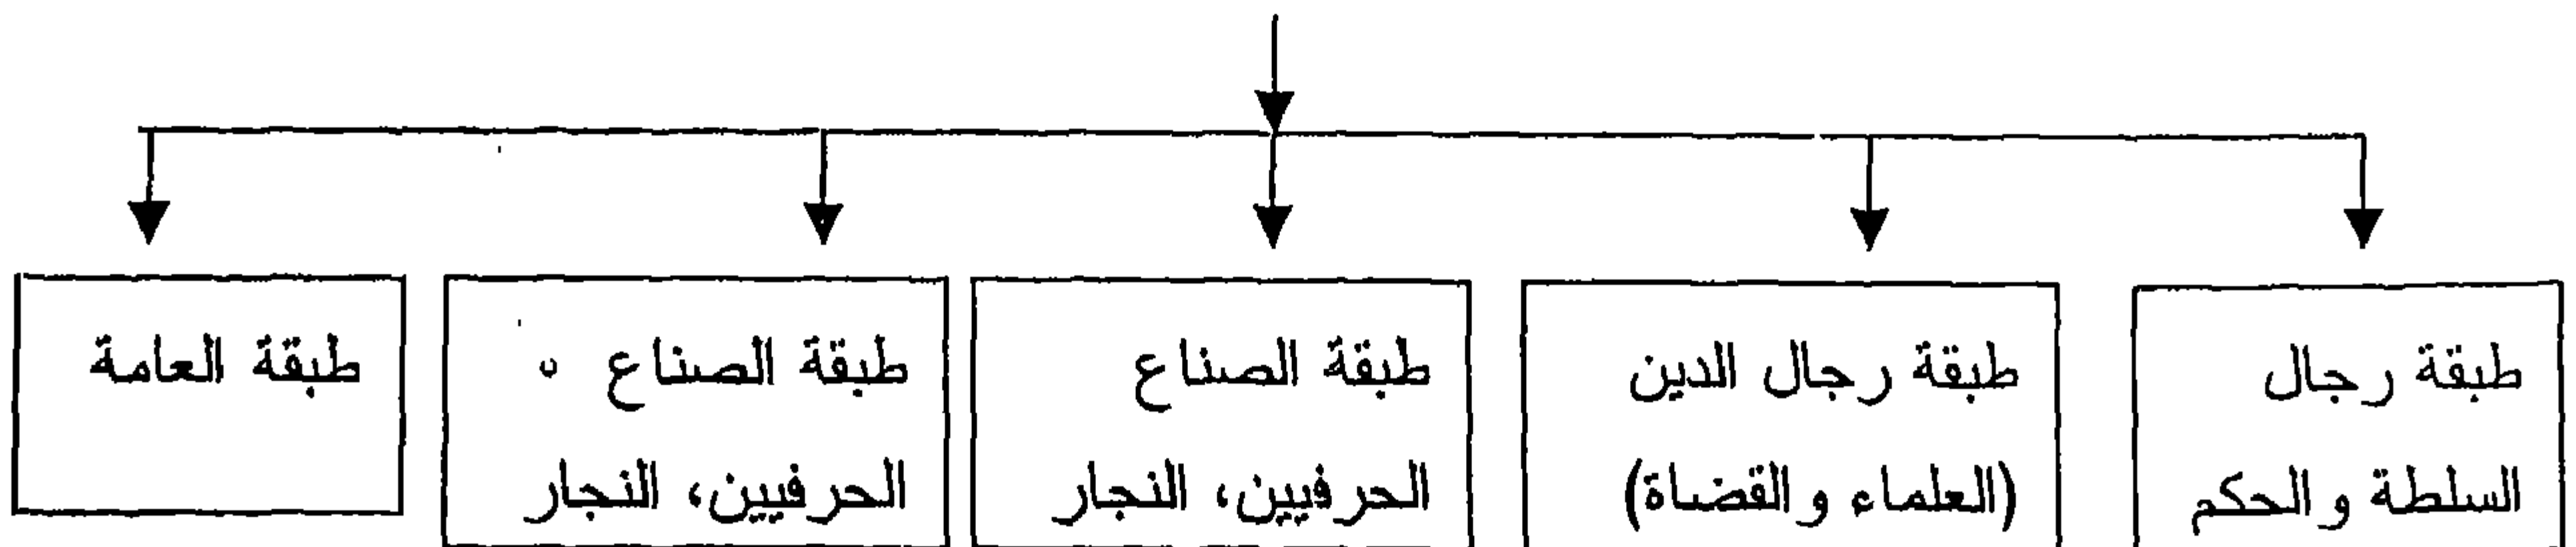 طبقة رجال
السلطة والحكم
طبقة رجال الدين
(العلماء والقضاة)
طبقة الصناع
الحرفيين، النجار
طبقة الصناع
الحرفيين، النجار
طبقة العامة